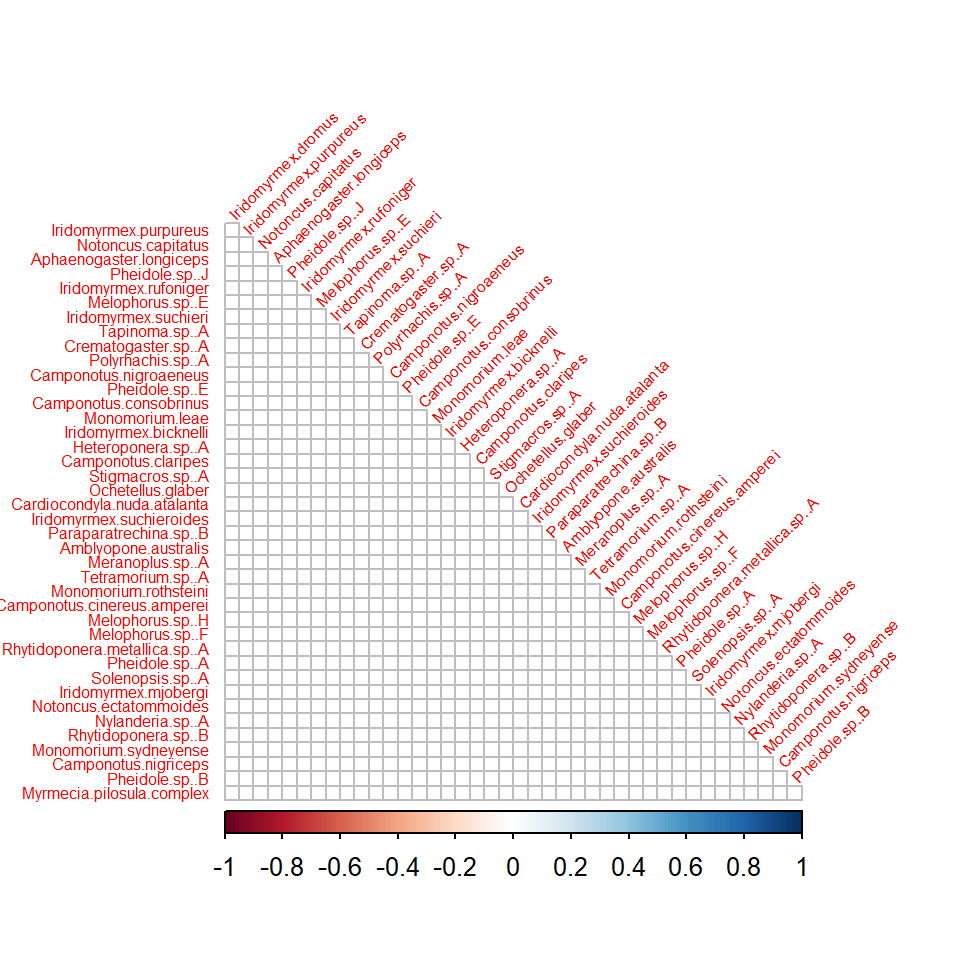 Iridomyrmex.dromus
Iridomyrmex.purpureus
Notoncus.capitatus
Aphaenogaster.longiceps
Pheidole.sp..J
Iridomyrmex.rufoniger
Melophorus.sp..E
Iridomyrmex.suchieri
Tapinoma.sp..A
Crematogaster.sp..A
Polyrhachis.sp..A
Camponotus.nigroaeneus
Pheidole.sp..E
Camponotus.consobrinus
Monomorium.leae
Iridomyrmex.bicknelli
Heteroponera.sp..A
Camponotus.claripes
Stigmacros.sp..A
Ochetellus.glaber
Cardiocondyla.nuda.atalanta
Iridomyrmex.suchieroides
Paraparatrechina.sp..B
Amblyopone.australis
Meranoplus.sp..A
Tetramorium.sp..A
Monomorium.rothsteini
Camponotus.cinereus.amperei
Melophorus.sp..H
Melophorus.sp..F
Rhytidoponera.metallica.sp..A
Pheidole.sp..A
Solenopsis.sp..A
Iridomyrmex.mjobergi
Notoncus.ectatommoides
Nylanderia.sp..A
Rhytidoponera.sp..B
Monomorium.sydneyense
Camponotus.nigriceps
Pheidole.sp..B
Iridomyrmex.purpureus
Notoncus.capitatus
Aphaenogaster.longiceps
Pheidole.sp..J
Iridomyrmex.rufoniger
Melophorus.sp..E
Iridomyrmex.suchieri
Tapinoma.sp..A
Crematogaster.sp..A
Polyrhachis.sp..A
Camponotus.nigroaeneus
Pheidole.sp..E
Camponotus.consobrinus
Monomorium.leae
Iridomyrmex.bicknelli
Heteroponera.sp..A
Camponotus.claripes
Stigmacros.sp..A
Ochetellus.glaber
Cardiocondyla.nuda.atalanta
Iridomyrmex.suchieroides
Paraparatrechina.sp..B
Amblyopone.australis
Meranoplus.sp..A
Tetramorium.sp..A
Monomorium.rothsteini
Camponotus.cinereus.amperei
Melophorus.sp..H
Melophorus.sp..F
Rhytidoponera.metallica.sp..A
Pheidole.sp..A
Solenopsis.sp..A
Iridomyrmex.mjobergi
Notoncus.ectatommoides
Nylanderia.sp..A
Rhytidoponera.sp..B
Monomorium.sydneyense
Camponotus.nigriceps
Pheidole.sp..B
Myrmecia.pilosula.complex
-1 -0.8 -0.6 -0.4 -0.2 0 0.2 0.4 0.6 0.8 1